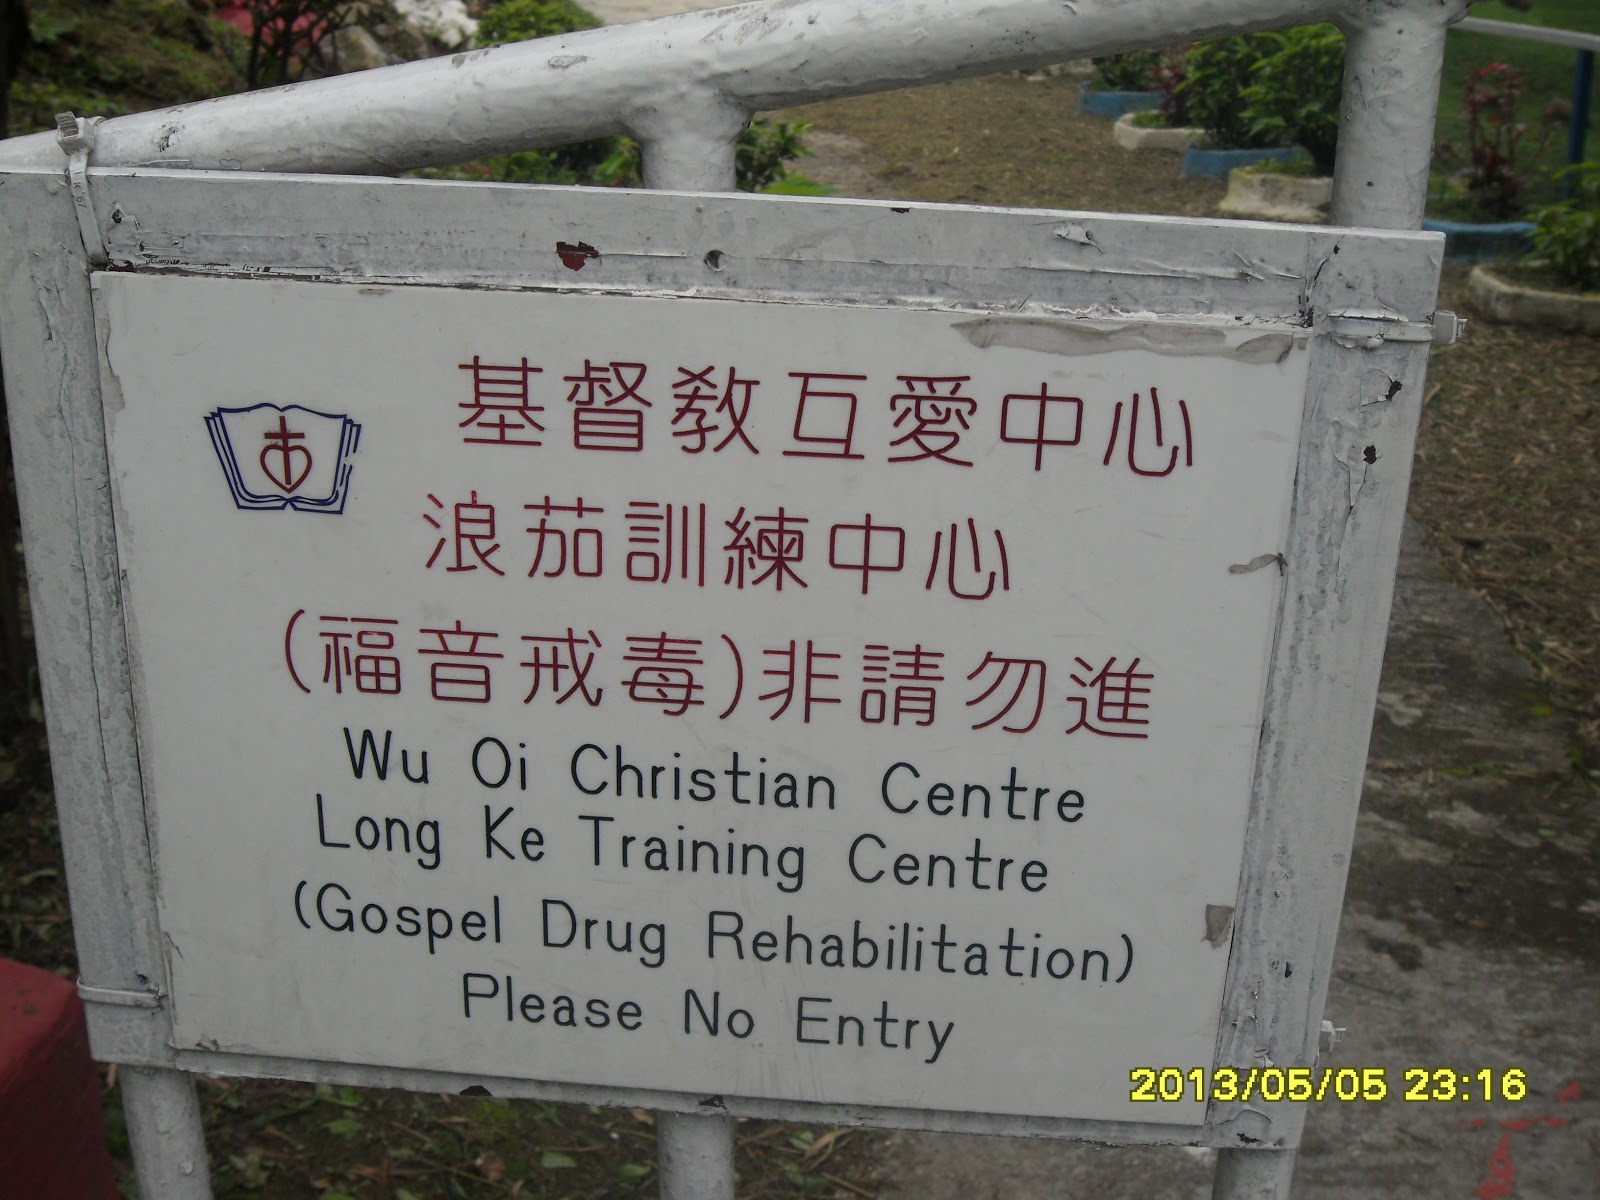 基督教互愛中心
浪茄訓練中心
(福音戒毒)非請勿進
Wu Oi Christian Centre
Long Ke Training Centre
(Gospel Drug Rehabilitation)
Please No Entry
2013/05/05 23:16